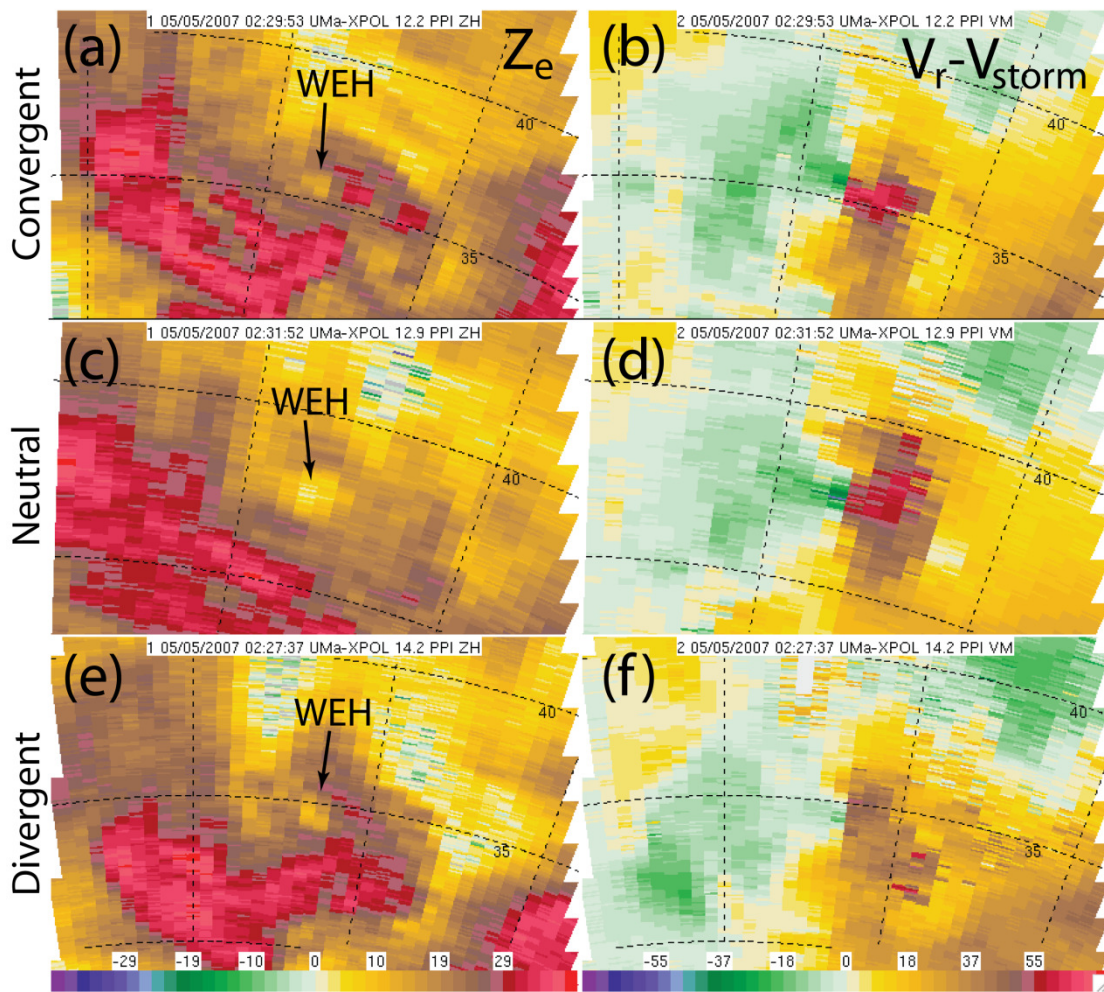 1 05/05/2007 02:29:53 UMa-XPOL 12.2 PPI ZH
2 05/05/2007 02:29:53 UMa-XPOL 12.2 PPI VM
(a)
Ze
(b)
Vr-Vstorm
WEH
40
40
Convergent
35
35
1 05/05/2007 02:31:52 UMa-XPOL 12.9 PPI ZH
2 05/05/2007 02:31:52 UMa-XPOL 12.9 PPI VM
(c)
(d)
WEH
Neutral
40
40
1 05/05/2007 02:27:37 UMa-XPOL 14.2 PPI ZH
2 05/05/2007 02:27:37 UMa-XPOL 14.2 PPI VM
(e)
(f)
WEH
40
40
Divergent
35
35
-29 -19 -10 0 10 19 29
-55 -37 -18 0 18 37 55